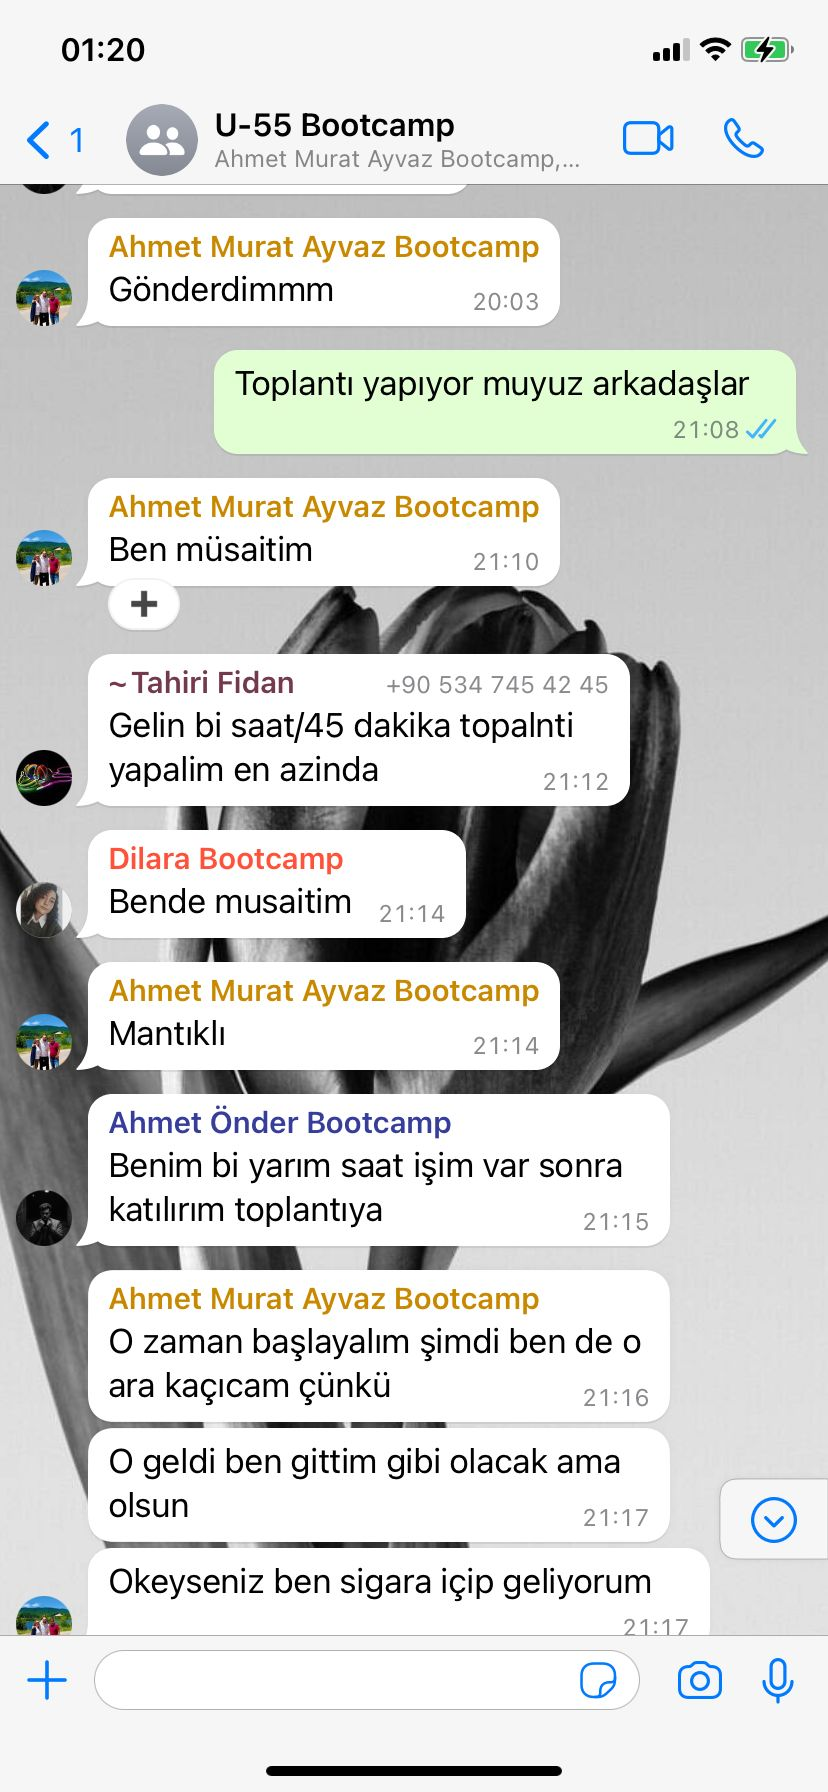 01:20
1
U-55 Bootcamp
Ahmet Murat Ayvaz Bootcamp,...
Ahmet Murat Ayvaz Bootcamp
Gönderdimmm
20:03
Toplantı yapıyor muyuz arkadaşlar
21:08
Ahmet Murat Ayvaz Bootcamp
Ben müsaitim
21:10
~Tahiri Fidan +90 534 745 42 45
Gelin bi saat/45 dakika topalnti
yapalim en azinda
21:12
Dilara Bootcamp
Bende musaitim
21:14
Ahmet Murat Ayvaz Bootcamp
Mantıklı
21:14
Ahmet Önder Bootcamp
Benim bi yarım saat işim var sonra
katılırım toplantıya
21:15
Ahmet Murat Ayvaz Bootcamp
O zaman başlayalım şimdi ben de o
ara kaçıcam çünkü
21:16
O geldi ben gittim gibi olacak ama
olsun
21:17
Okeyseniz ben sigara içip geliyorum
21:17